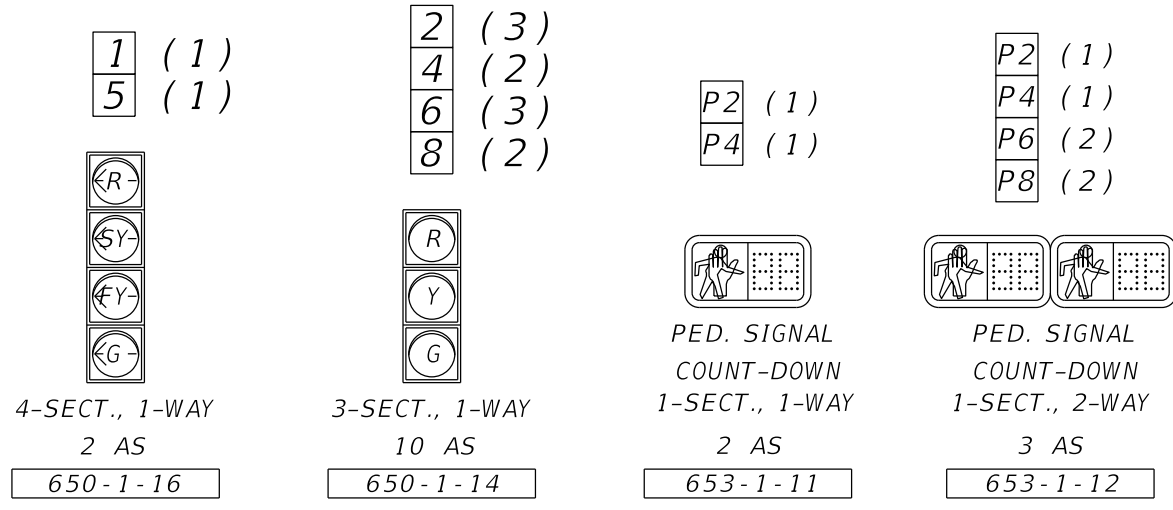 1 (1)
5 (1)
←R-
←SY-
←FY-
←G-
4-SECT., 1-WAY
2 AS
650-1-16
2 (3)
4 (2)
6 (3)
8 (2)
R
Y
G
3-SECT., 1-WAY
10 AS
650-1-14
P2 (1)
P4 (1)
PED. SIGNAL
COUNT-DOWN
1-SECT., 1-WAY
2 AS
653-1-11
P2 (1)
P4 (1)
P6 (2)
P8 (2)
PED. SIGNAL
COUNT-DOWN
1-SECT., 2-WAY
3 AS
653-1-12